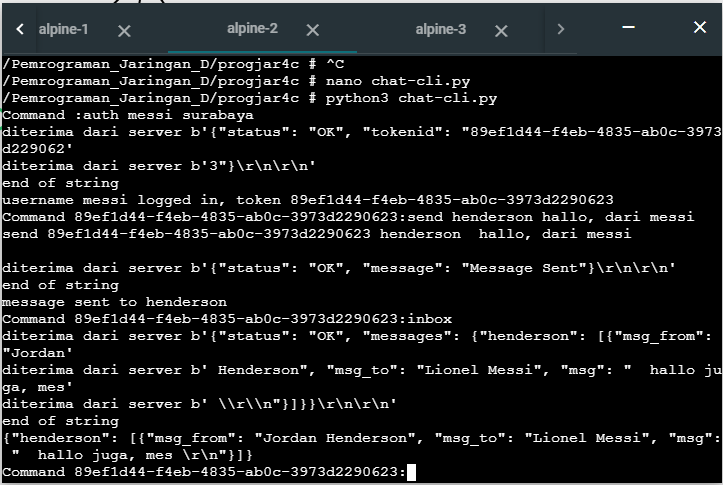 alpine-1
alpine-2
alpine-3
/Pemrograman_Jaringan_D/progjar4c # ^C
/Pemrograman_Jaringan_D/progjar4c # nano chat-cli.py
/Pemrograman_Jaringan_D/progjar4c # python3 chat-cli.py
Command :auth messi surabaya
diterima dari server b'{"status": "OK", "tokenid": "89ef1d44-f4eb-4835-ab0c-3973
d229062'
diterima dari server b'3"}\r\n\r\n'
end of string
username messi logged in, token 89ef1d44-f4eb-4835-ab0c-3973d2290623
Command 89ef1d44-f4eb-4835-ab0c-3973d2290623:send henderson hallo, dari messi
send 89ef1d44-f4eb-4835-ab0c-3973d2290623 henderson  hallo, dari messi
diterima dari server b'{"status": "OK", "message": "Message Sent"}\r\n\r\n'
end of string
message sent to henderson
Command 89ef1d44-f4eb-4835-ab0c-3973d2290623:inbox
diterima dari server b'{"status": "OK", "messages": {"henderson": [{"msg_from":
"Jordan'
diterima dari server b' Henderson", "msg_to": "Lionel Messi", "msg": "  hallo ju
ga, mes'
diterima dari server b' \\r\\n"}]}}\r\n\r\n'
end of string
{"henderson": [{"msg_from": "Jordan Henderson", "msg_to": "Lionel Messi", "msg":
 "  hallo juga, mes \r\n"}]}
Command 89ef1d44-f4eb-4835-ab0c-3973d2290623: